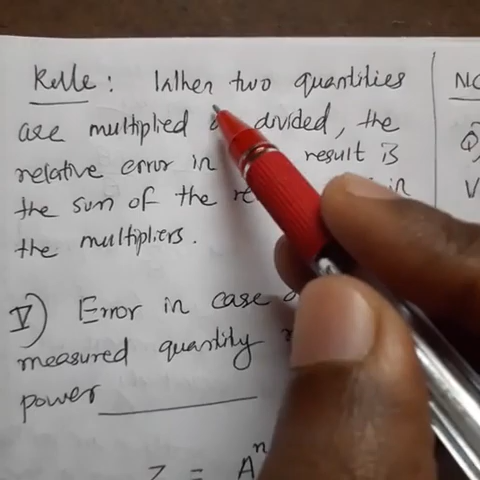 Rule: When two quantities
are multiplied divided, the
relative error in result is
the sum of the in
the multipliers.
V) Error in case
measured quantity
power
Z = Aⁿ
Q
V